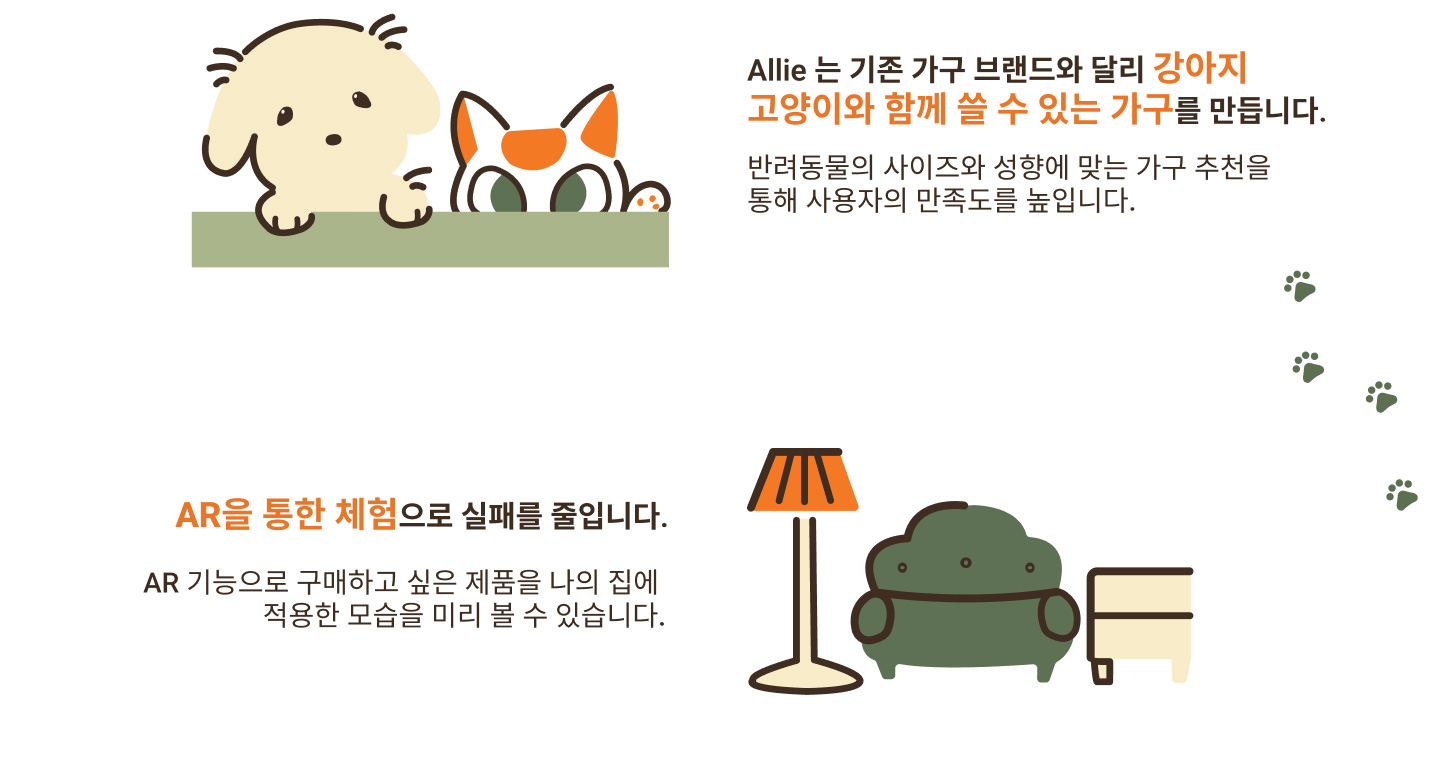 Allie 는 기존 가구 브랜드와 달리 강아지
고양이와 함께 쓸 수 있는 가구를 만듭니다.
반려동물의 사이즈와 성향에 맞는 가구 추천을
통해 사용자의 만족도를 높입니다.
AR을 통한 체험으로 실패를 줄입니다.
AR 기능으로 구매하고 싶은 제품을 나의 집에
적용한 모습을 미리 볼 수 있습니다.